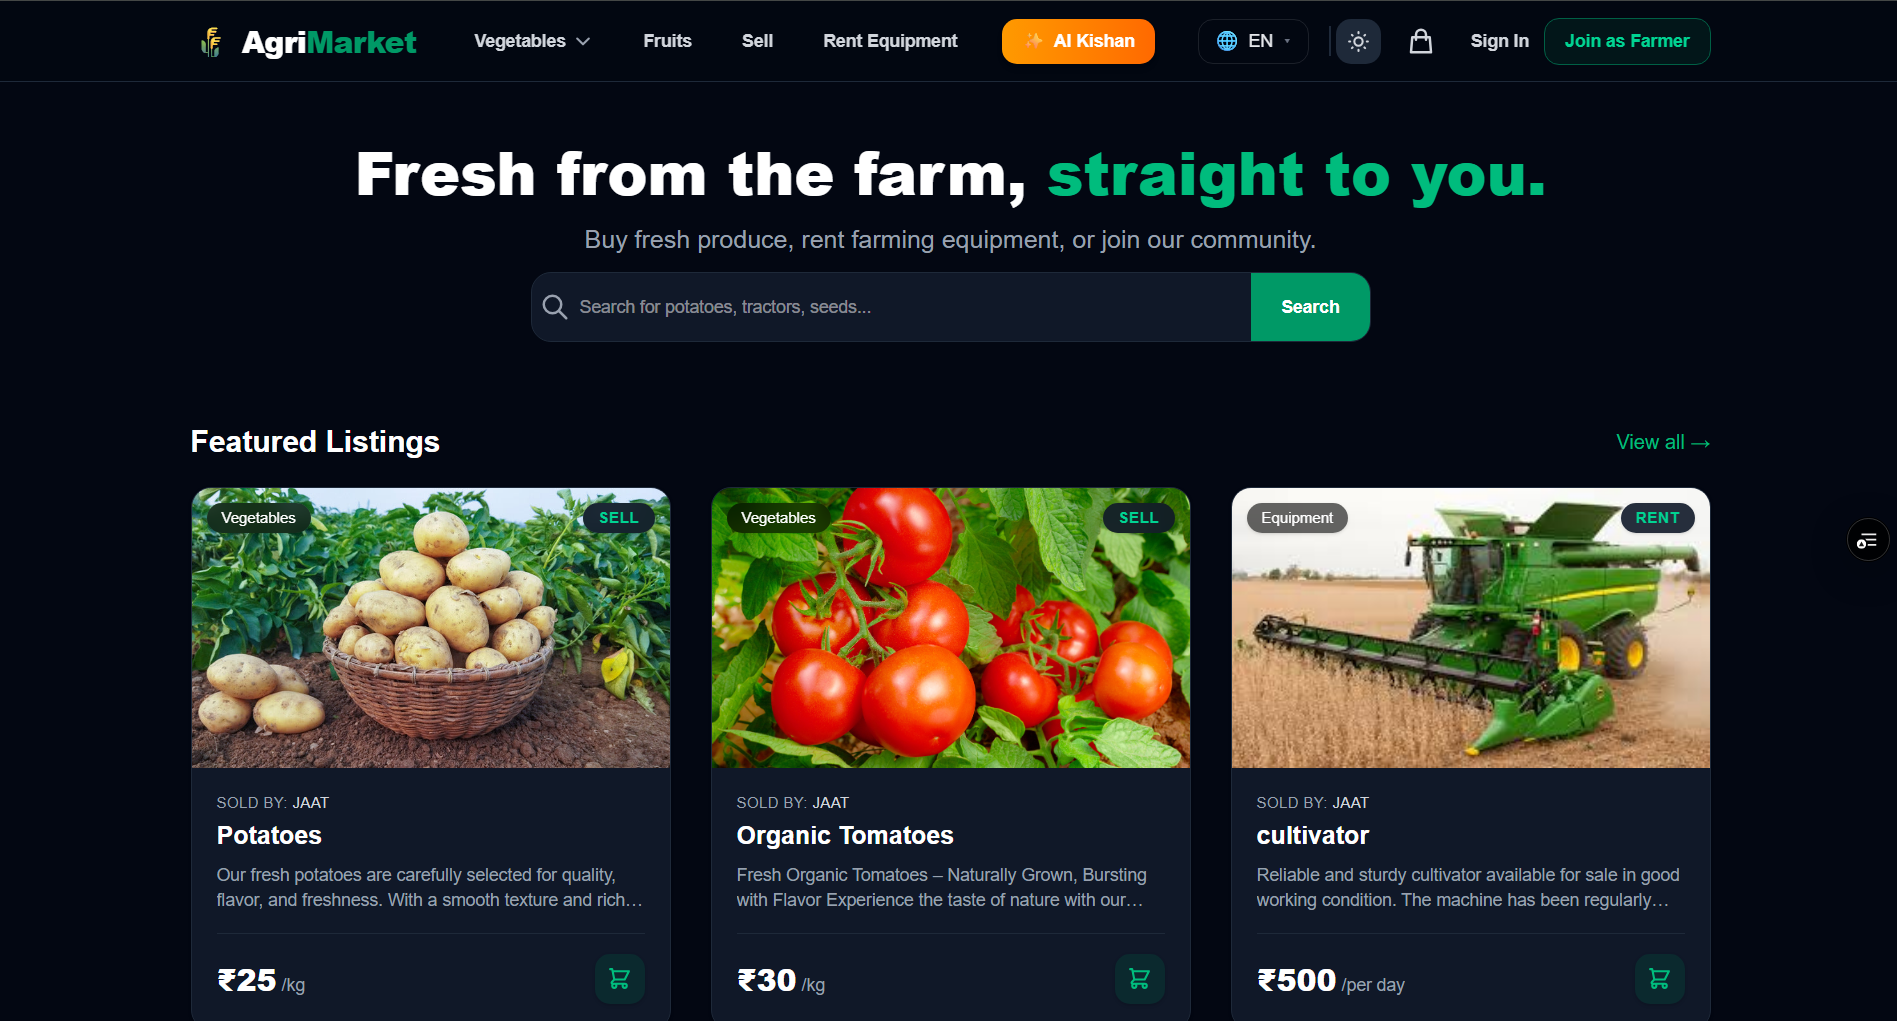 AgriMarket
Vegetables
Fruits
Sell
Rent Equipment
AI Kishan
EN
Sign In
Join as Farmer
Fresh from the farm, straight to you.
Buy fresh produce, rent farming equipment, or join our community.
Search for potatoes, tractors, seeds...
Search
Featured Listings
View all →
Vegetables
SELL
SOLD BY: JAAT
Potatoes
Our fresh potatoes are carefully selected for quality,
flavor, and freshness. With a smooth texture and rich…
₹25 /kg
Vegetables
SELL
SOLD BY: JAAT
Organic Tomatoes
Fresh Organic Tomatoes – Naturally Grown, Bursting
with Flavor Experience the taste of nature with our…
₹30 /kg
Equipment
RENT
SOLD BY: JAAT
cultivator
Reliable and sturdy cultivator available for sale in good
working condition. The machine has been regularly…
₹500 /per day